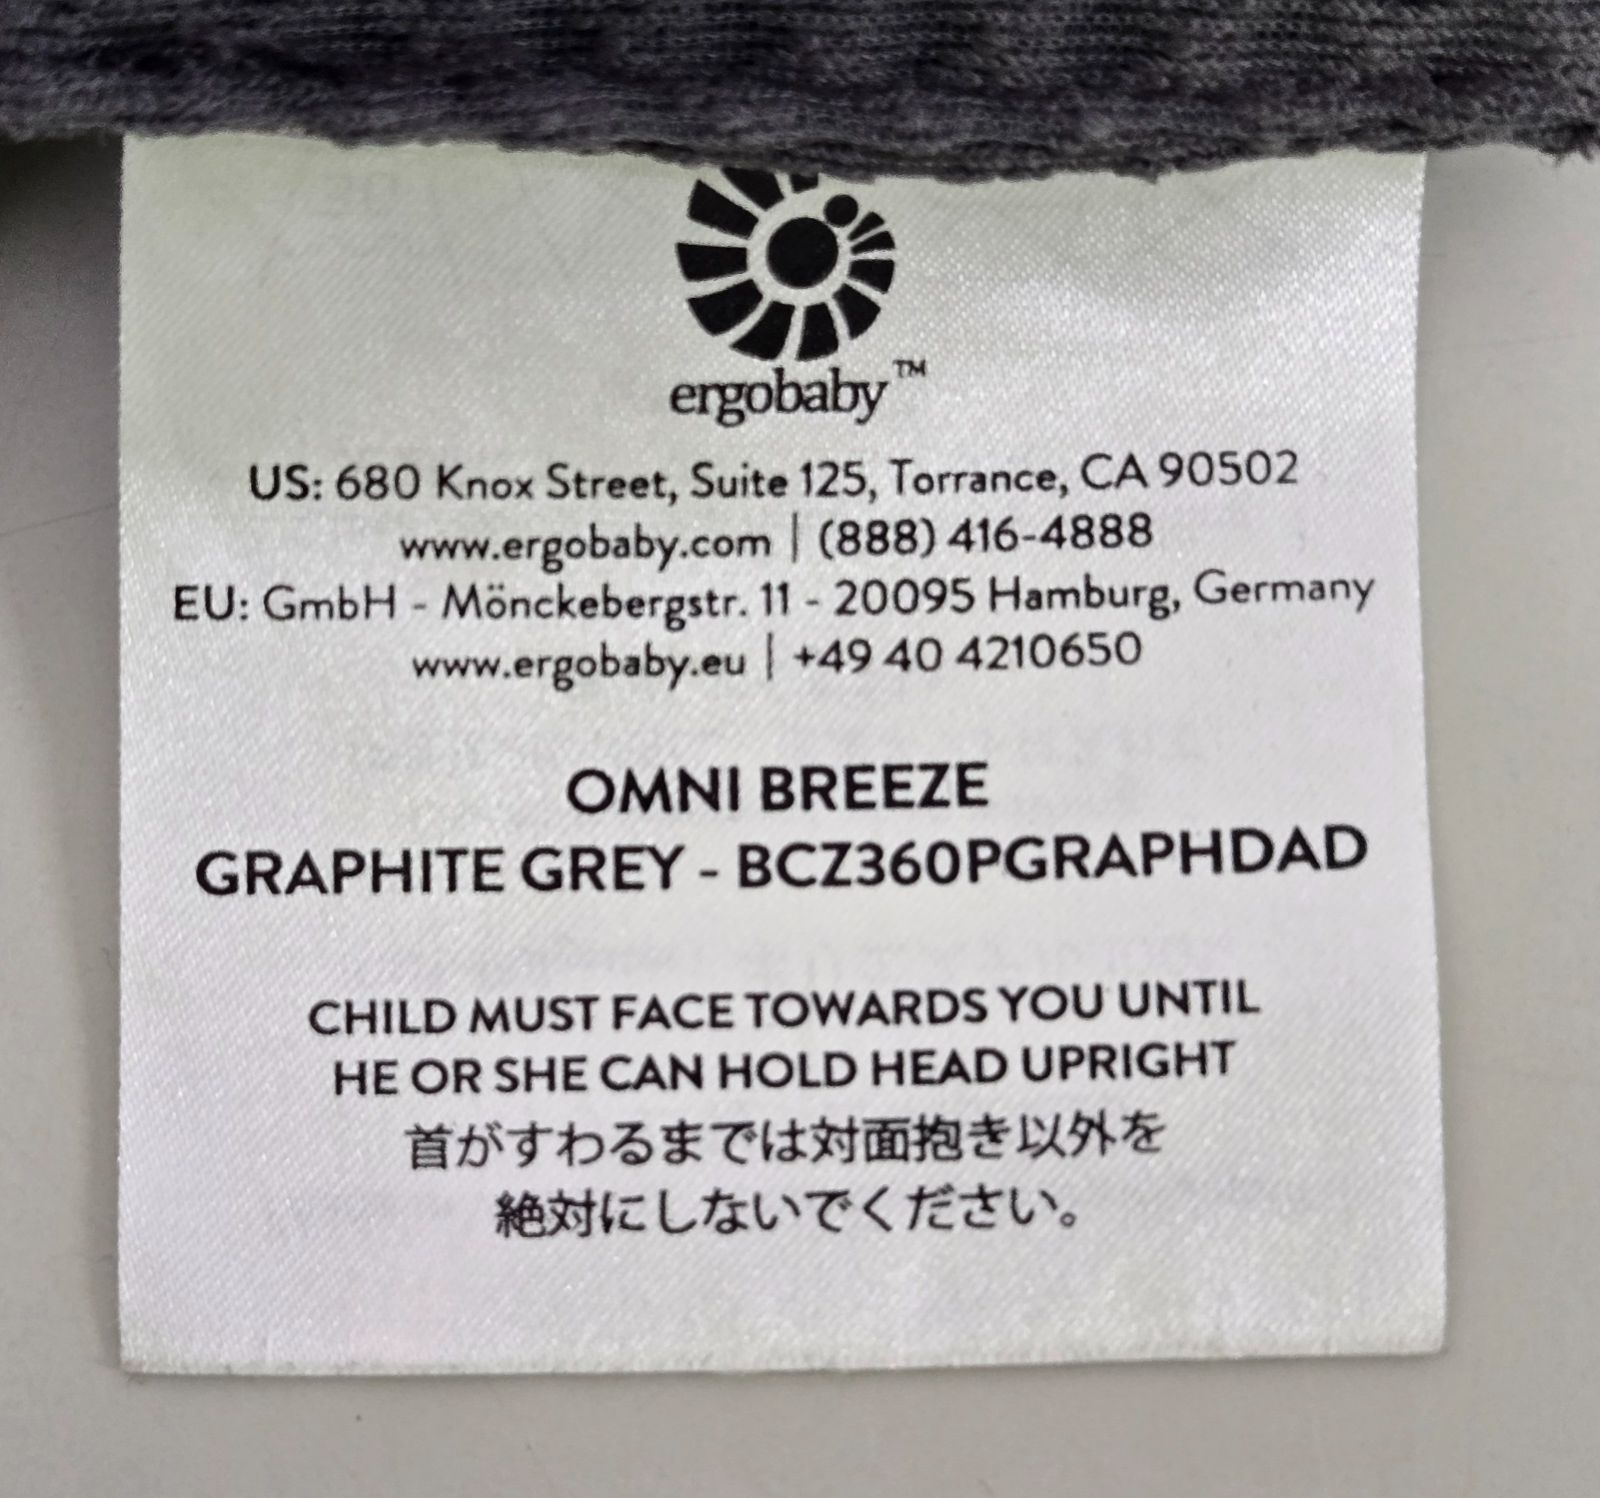 ergobaby™
US: 680 Knox Street, Suite 125, Torrance, CA 90502
www.ergobaby.com | (888) 416-4888
EU: GmbH - Mönckebergstr. 11 - 20095 Hamburg, Germany
www.ergobaby.eu | +49 40 4210650
OMNI BREEZE
GRAPHITE GREY - BCZ360PGRAPHDAD
CHILD MUST FACE TOWARDS YOU UNTIL
HE OR SHE CAN HOLD HEAD UPRIGHT
首がすわるまでは対面抱き以外を
絶対にしないでください。